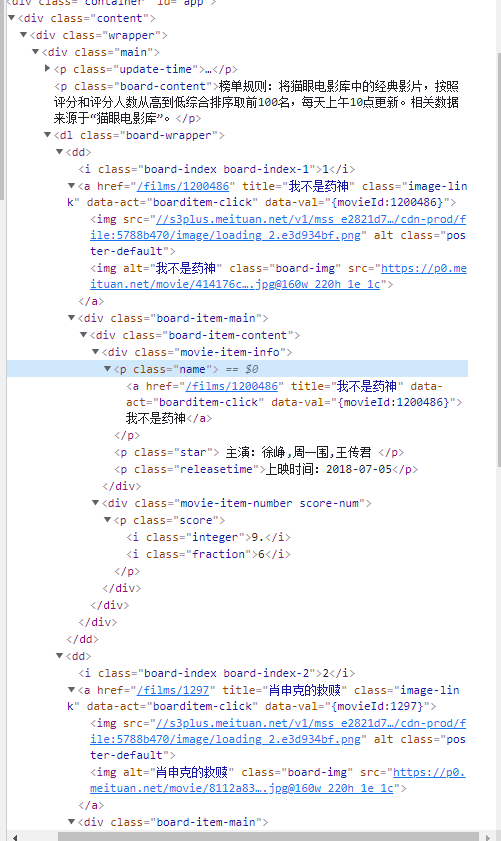 <div class="container" id="app">
▼<div class="content">
▼<div class="wrapper">
▼<div class="main">
▶<p class="update-time">…</p>
<p class="board-content">榜单规则：将猫眼电影库中的经典影片，按照
评分和评分人数从高到低综合排序取前100名，每天上午10点更新。相关数据
来源于“猫眼电影库”。</p>
▼<dl class="board-wrapper">
▼<dd>
<i class="board-index board-index-1">1</i>
▼<a href="/films/1200486" title="我不是药神" class="image-lin
k" data-act="boarditem-click" data-val="{movieId:1200486}">
<img src="//s3plus.meituan.net/v1/mss_e2821d7…/cdn-prod/f
ile:5788b470/image/loading_2.e3d934bf.png" alt class="pos
ter-default">
<img alt="我不是药神" class="board-img" src="https://p0.me
ituan.net/movie/414176c….jpg@160w_220h_1e_1c">
</a>
▼<div class="board-item-main">
▼<div class="board-item-content">
▼<div class="movie-item-info">
▼<p class="name"> == $0
<a href="/films/1200486" title="我不是药神" data-
act="boarditem-click" data-val="{movieId:1200486}">
我不是药神</a>
</p>
<p class="star"> 主演：徐峥,周一围,王传君 </p>
<p class="releasetime">上映时间：2018-07-05</p>
</div>
▼<div class="movie-item-number score-num">
▼<p class="score">
<i class="integer">9.</i>
<i class="fraction">6</i>
</p>
</div>
</div>
</div>
</dd>
▼<dd>
<i class="board-index board-index-2">2</i>
▼<a href="/films/1297" title="肖申克的救赎" class="image-lin
k" data-act="boarditem-click" data-val="{movieId:1297}">
<img src="//s3plus.meituan.net/v1/mss_e2821d7…/cdn-prod/f
ile:5788b470/image/loading_2.e3d934bf.png" alt class="pos
ter-default">
<img alt="肖申克的救赎" class="board-img" src="https://p0.
meituan.net/movie/8112a83….jpg@160w_220h_1e_1c">
</a>
▼<div class="board-item-main">